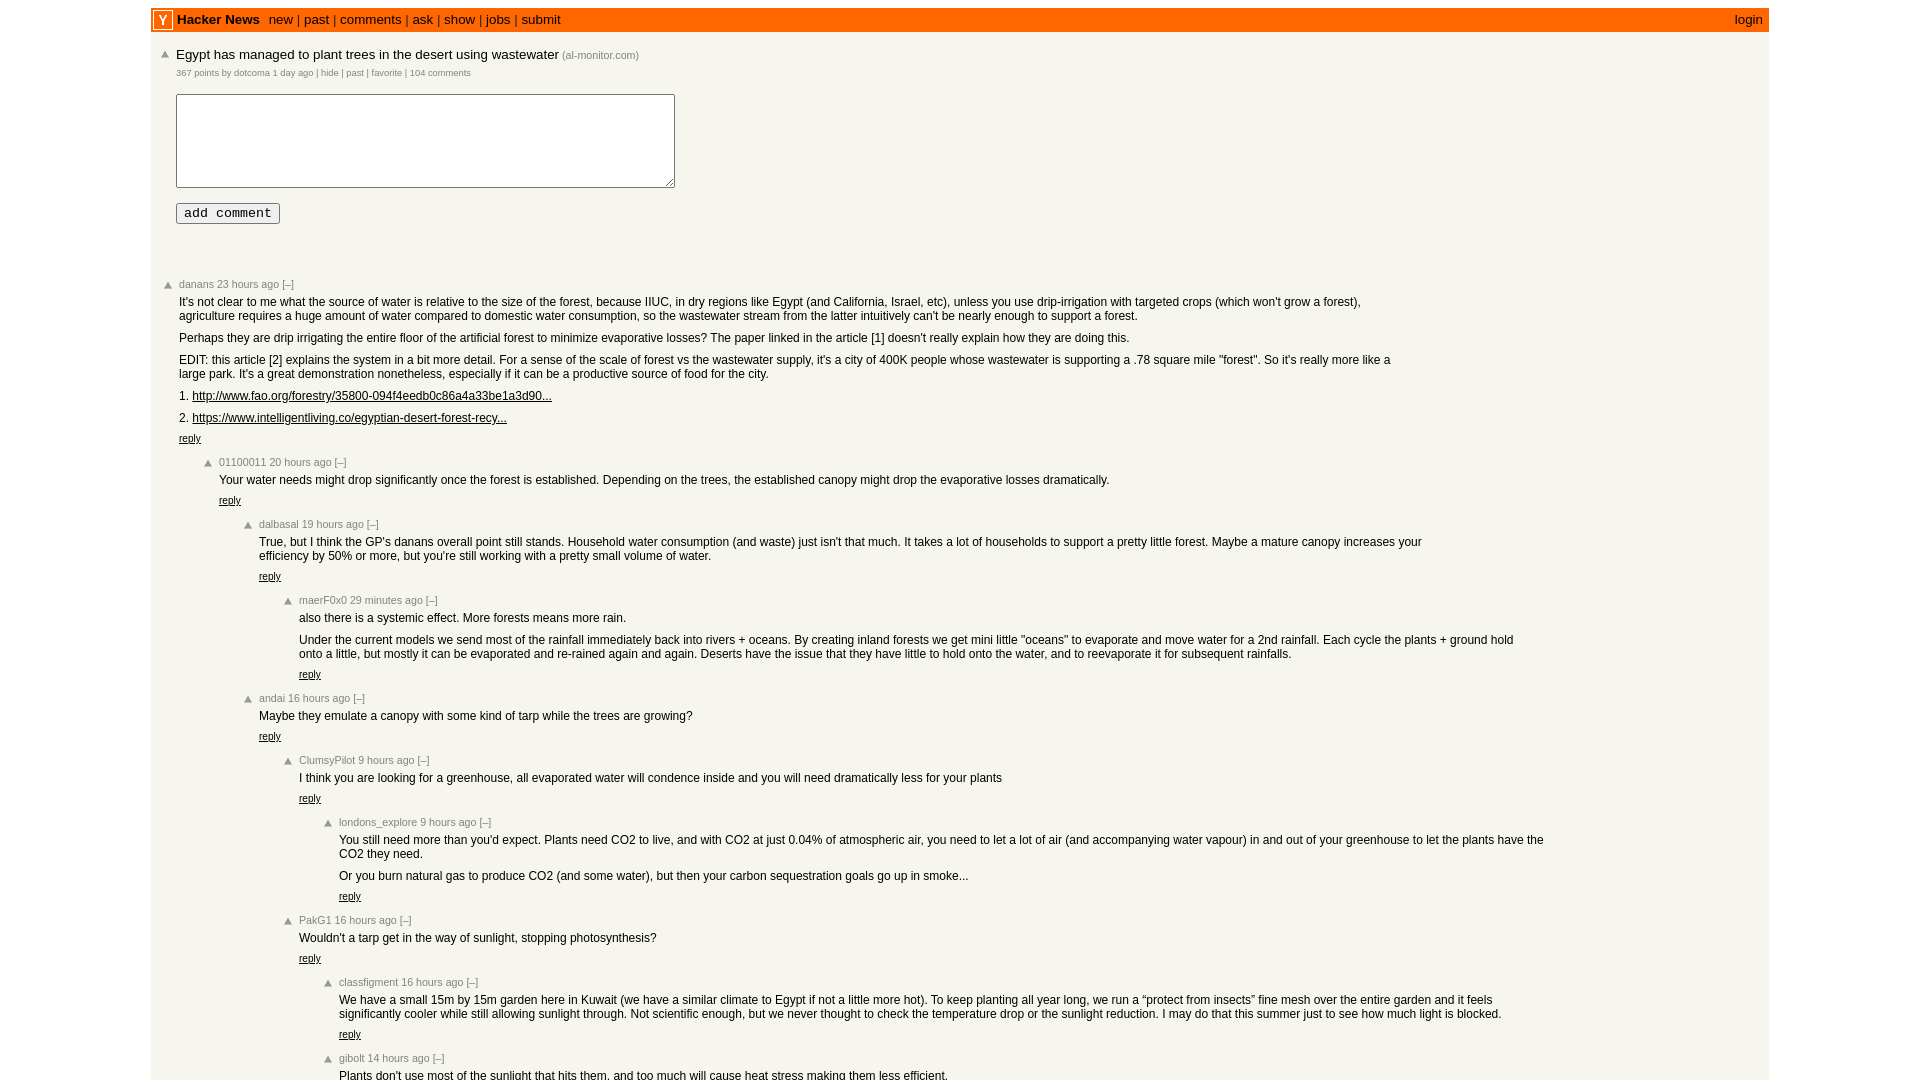 Y Hacker News new | past | comments | ask | show | jobs | submit login
Egypt has managed to plant trees in the desert using wastewater (al-monitor.com)
367 points by dotcoma 1 day ago | hide | past | favorite | 104 comments
add comment
danans 23 hours ago [–]
It's not clear to me what the source of water is relative to the size of the forest, because IIUC, in dry regions like Egypt (and California, Israel, etc), unless you use drip-irrigation with targeted crops (which won't grow a forest),
agriculture requires a huge amount of water compared to domestic water consumption, so the wastewater stream from the latter intuitively can't be nearly enough to support a forest.
Perhaps they are drip irrigating the entire floor of the artificial forest to minimize evaporative losses? The paper linked in the article [1] doesn't really explain how they are doing this.
EDIT: this article [2] explains the system in a bit more detail. For a sense of the scale of forest vs the wastewater supply, it's a city of 400K people whose wastewater is supporting a .78 square mile "forest". So it's really more like a
large park. It's a great demonstration nonetheless, especially if it can be a productive source of food for the city.
1. http://www.fao.org/forestry/35800-094f4eedb0c86a4a33be1a3d90...
2. https://www.intelligentliving.co/egyptian-desert-forest-recy...
reply
01100011 20 hours ago [–]
Your water needs might drop significantly once the forest is established. Depending on the trees, the established canopy might drop the evaporative losses dramatically.
reply
dalbasal 19 hours ago [–]
True, but I think the GP's danans overall point still stands. Household water consumption (and waste) just isn't that much. It takes a lot of households to support a pretty little forest. Maybe a mature canopy increases your
efficiency by 50% or more, but you're still working with a pretty small volume of water.
reply
maerF0x0 29 minutes ago [–]
also there is a systemic effect. More forests means more rain.
Under the current models we send most of the rainfall immediately back into rivers + oceans. By creating inland forests we get mini little "oceans" to evaporate and move water for a 2nd rainfall. Each cycle the plants + ground hold
onto a little, but mostly it can be evaporated and re-rained again and again. Deserts have the issue that they have little to hold onto the water, and to reevaporate it for subsequent rainfalls.
reply
andai 16 hours ago [–]
Maybe they emulate a canopy with some kind of tarp while the trees are growing?
reply
ClumsyPilot 9 hours ago [–]
I think you are looking for a greenhouse, all evaporated water will condence inside and you will need dramatically less for your plants
reply
londons_explore 9 hours ago [–]
You still need more than you'd expect. Plants need CO2 to live, and with CO2 at just 0.04% of atmospheric air, you need to let a lot of air (and accompanying water vapour) in and out of your greenhouse to let the plants have the
CO2 they need.
Or you burn natural gas to produce CO2 (and some water), but then your carbon sequestration goals go up in smoke...
reply
PakG1 16 hours ago [–]
Wouldn't a tarp get in the way of sunlight, stopping photosynthesis?
reply
classfigment 16 hours ago [–]
We have a small 15m by 15m garden here in Kuwait (we have a similar climate to Egypt if not a little more hot). To keep planting all year long, we run a “protect from insects” fine mesh over the entire garden and it feels
significantly cooler while still allowing sunlight through. Not scientific enough, but we never thought to check the temperature drop or the sunlight reduction. I may do that this summer just to see how much light is blocked.
reply
gibolt 14 hours ago [–]
Plants don't use most of the sunlight that hits them, and too much will cause heat stress making them less efficient.